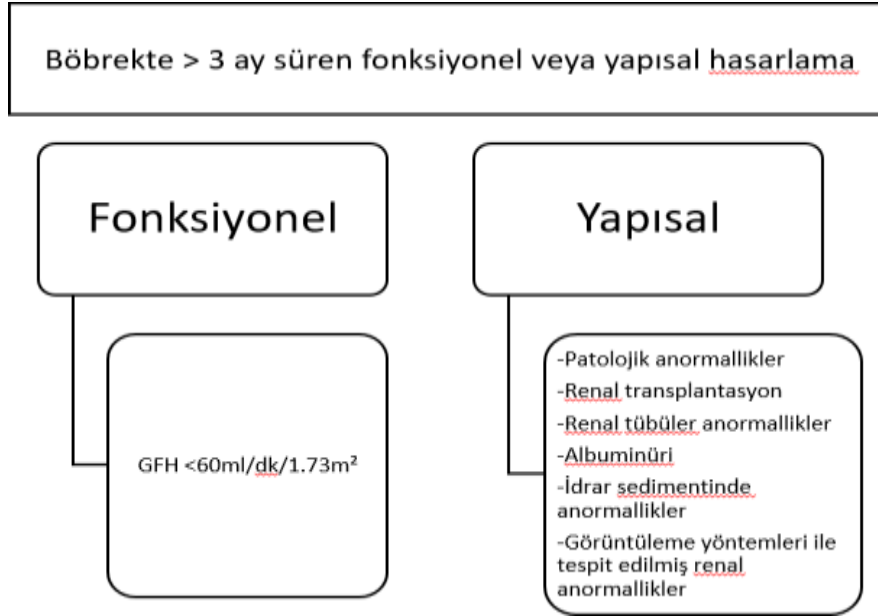 Böbrekte > 3 ay süren fonksiyonel veya yapısal hasarlama
Fonksiyonel
GFH <60ml/dk/1.73m²
Yapısal
-Patolojik anormallikler
-Renal transplantasyon
-Renal tübüler anormallikler
-Albuminüri
-İdrar sedimentinde
anormallikler
-Görüntüleme yöntemleri ile
tespit edilmiş renal
anormallikler